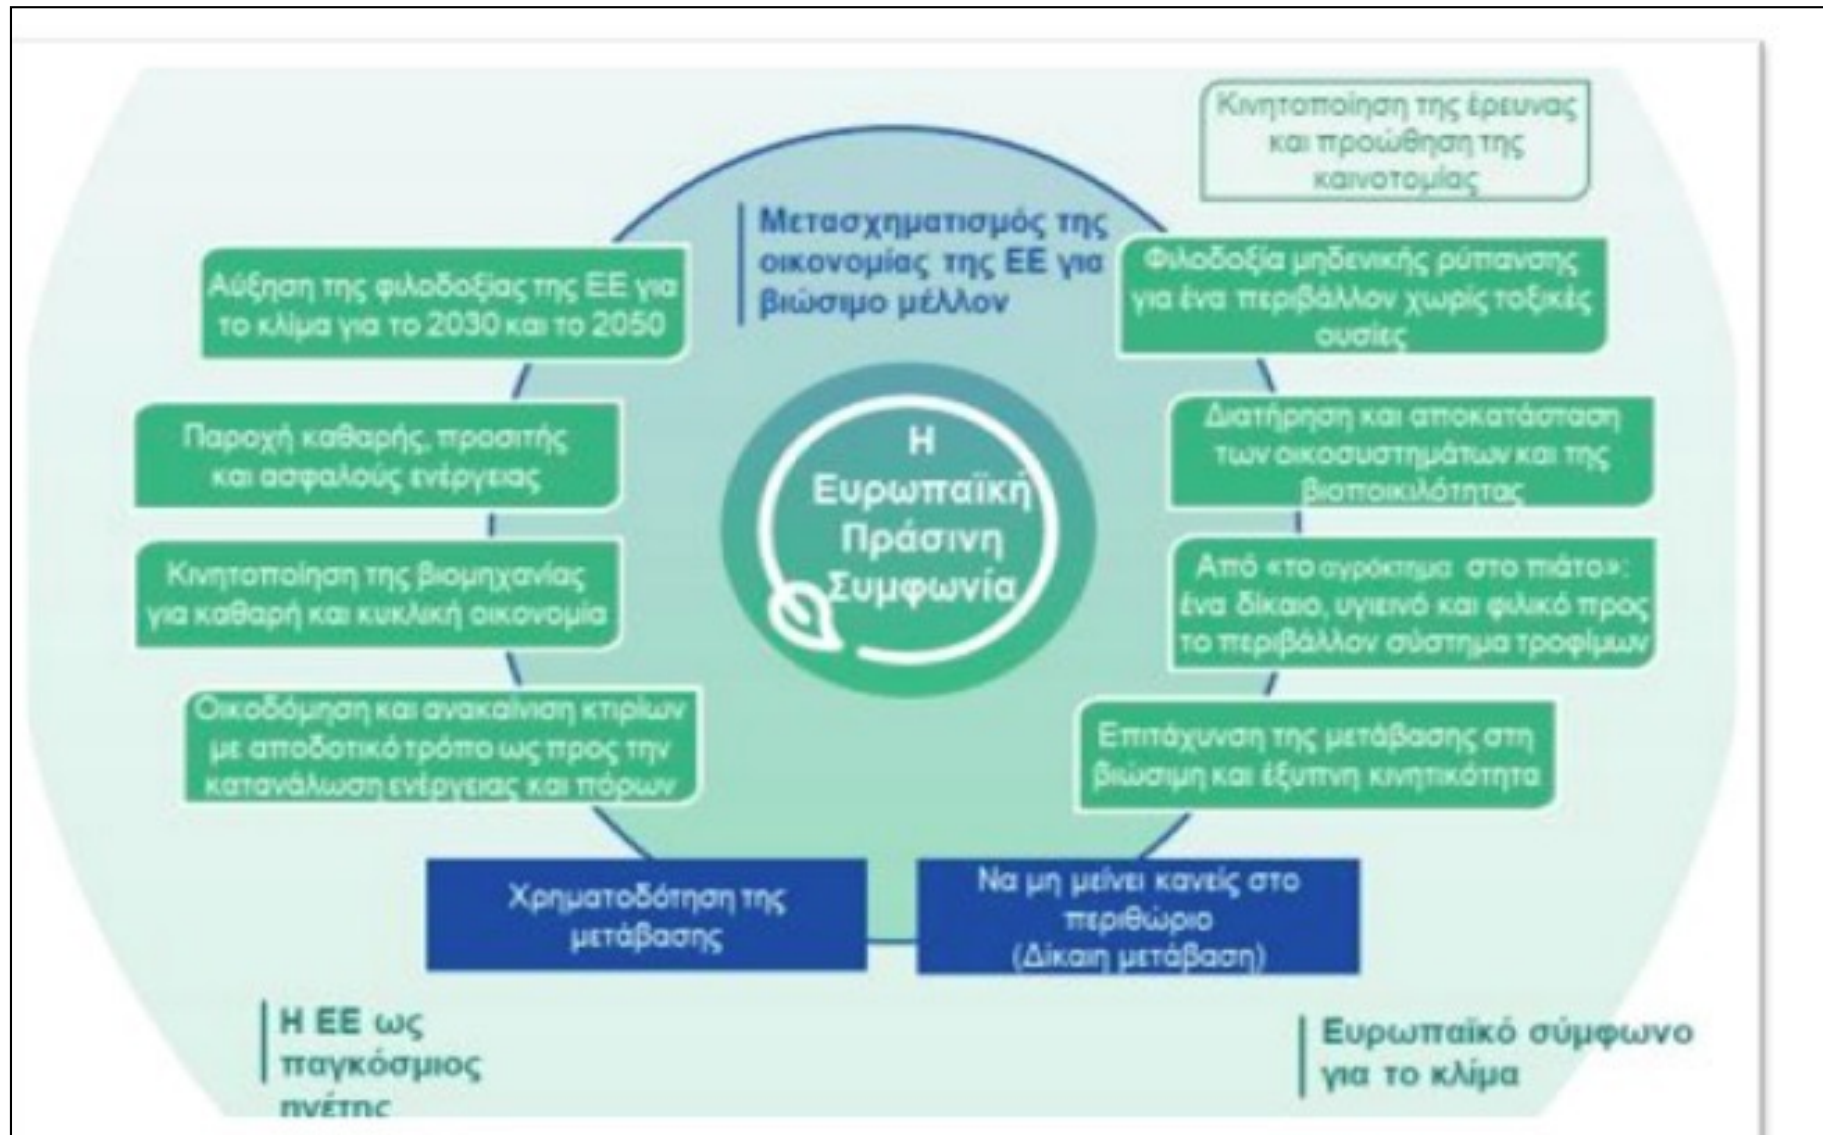 Κινητοποίηση της έρευνας
και προώθηση της
καινοτομίας
Μετασχηματισμός της
οικονομίας της ΕΕ για
βιώσιμο μέλλον
Αύξηση της φιλοδοξίας της ΕΕ για
το κλίμα για το 2030 και το 2050
Φιλοδοξία μηδενικής ρύπανσης
για ένα περιβάλλον χωρίς τοξικές
ουσίες
Παροχή καθαρής, προσιτής
και ασφαλούς ενέργειας
Η
Ευρωπαϊκή
Πράσινη
Συμφωνία
Διατήρηση και αποκατάσταση
των οικοσυστημάτων και της
βιοποικιλότητας
Κινητοποίηση της βιομηχανίας
για καθαρή και κυκλική οικονομία
Από «το αγρόκτημα στο πιάτο»:
ένα δίκαιο, υγιεινό και φιλικό προς
το περιβάλλον σύστημα τροφίμων
Οικοδόμηση και ανακαίνιση κτιρίων
με αποδοτικό τρόπο ως προς την
κατανάλωση ενέργειας και πόρων
Επιτάχυνση της μετάβασης στη
βιώσιμη και έξυπνη κινητικότητα
Χρηματοδότηση της
μετάβασης
Να μη μείνει κανείς στο
περιθώριο
(Δίκαιη μετάβαση)
Η ΕΕ ως
παγκόσμιος
ηγέτης
Ευρωπαϊκό σύμφωνο
για το κλίμα